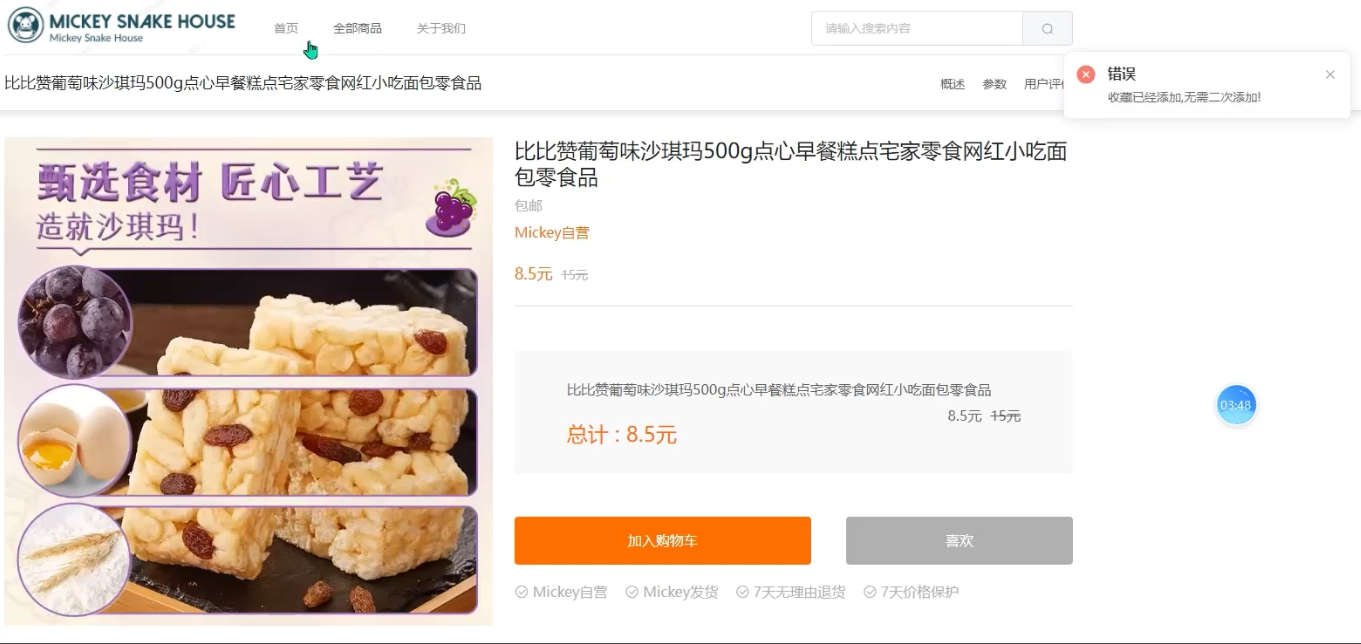 MICKEY SNAKE HOUSE
Mickey Snake House
首页
全部商品
关于我们
请输入搜索内容
比比赞葡萄味沙琪玛500g点心早餐糕点宅家零食网红小吃面包零食品
概述
参数
用户评
错误
收藏已经添加,无需二次添加!
甄选食材 匠心工艺
造就沙琪玛！
比比赞葡萄味沙琪玛500g点心早餐糕点宅家零食网红小吃面
包零食品
包邮
Mickey自营
8.5元 15元
比比赞葡萄味沙琪玛500g点心早餐糕点宅家零食网红小吃面包零食品
8.5元 15元
总计 : 8.5元
03:48
加入购物车
喜欢
Mickey自营
Mickey发货
7天无理由退货
7天价格保护